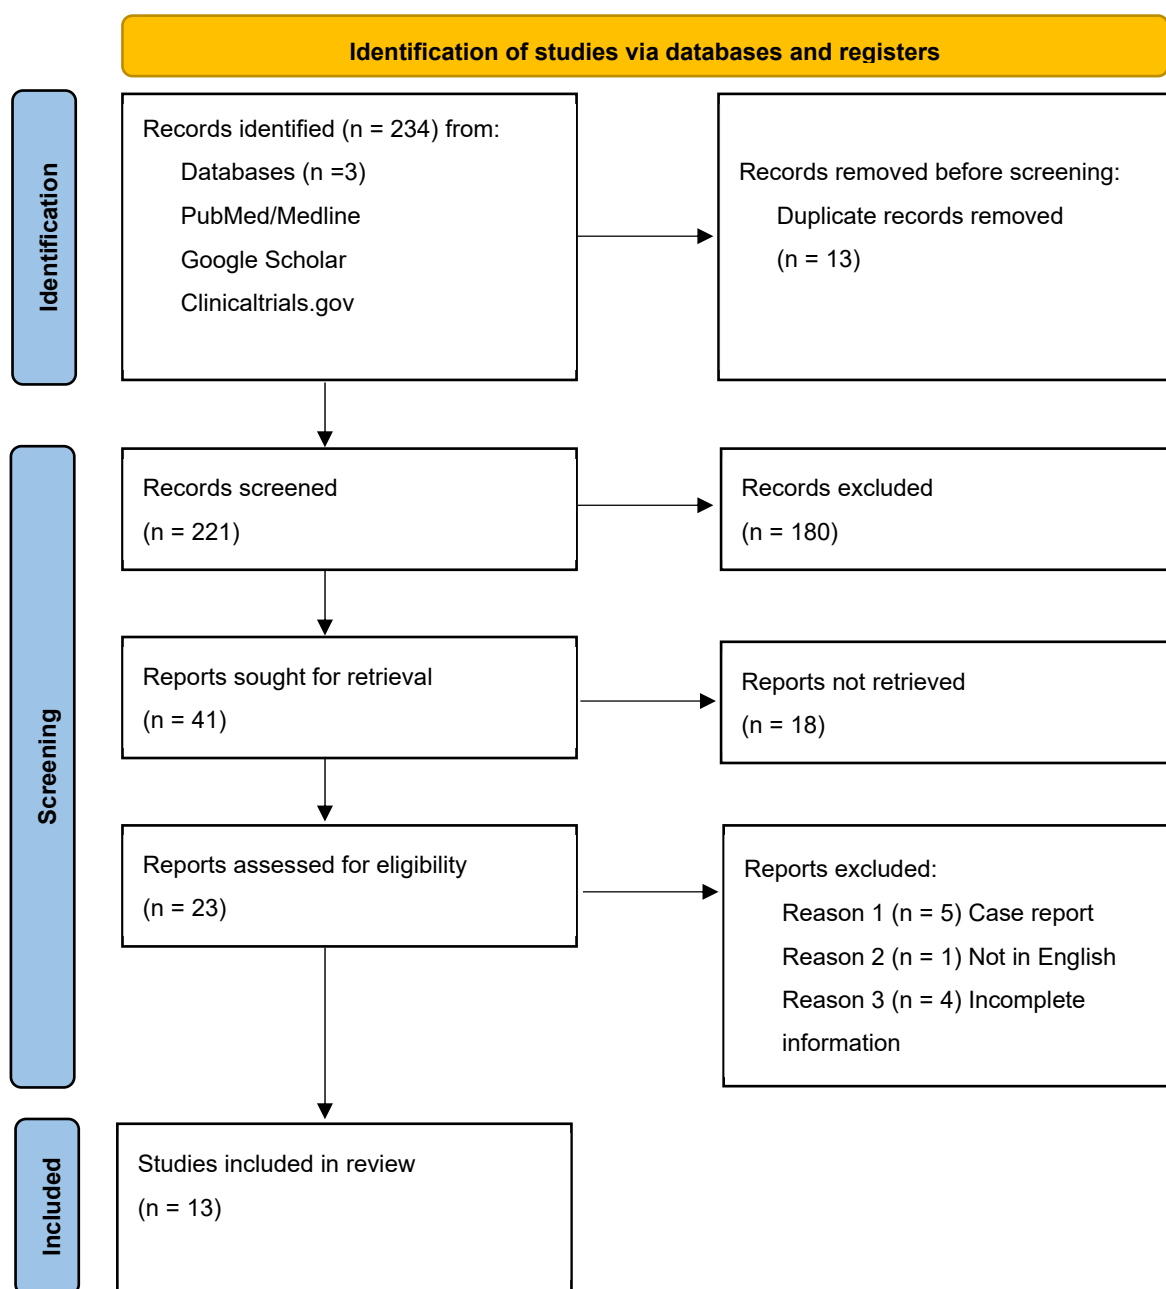 Identification of studies via databases and registers
Identification
Records identified (n = 234) from:
Databases (n =3)
PubMed/Medline
Google Scholar
Clinicaltrials.gov
Records removed before screening:
Duplicate records removed
(n = 13)
Screening
Records screened
(n = 221)
Records excluded
(n = 180)
Reports sought for retrieval
(n = 41)
Reports not retrieved
(n = 18)
Reports assessed for eligibility
(n = 23)
Reports excluded:
Reason 1 (n = 5) Case report
Reason 2 (n = 1) Not in English
Reason 3 (n = 4) Incomplete
information
Included
Studies included in review
(n = 13)